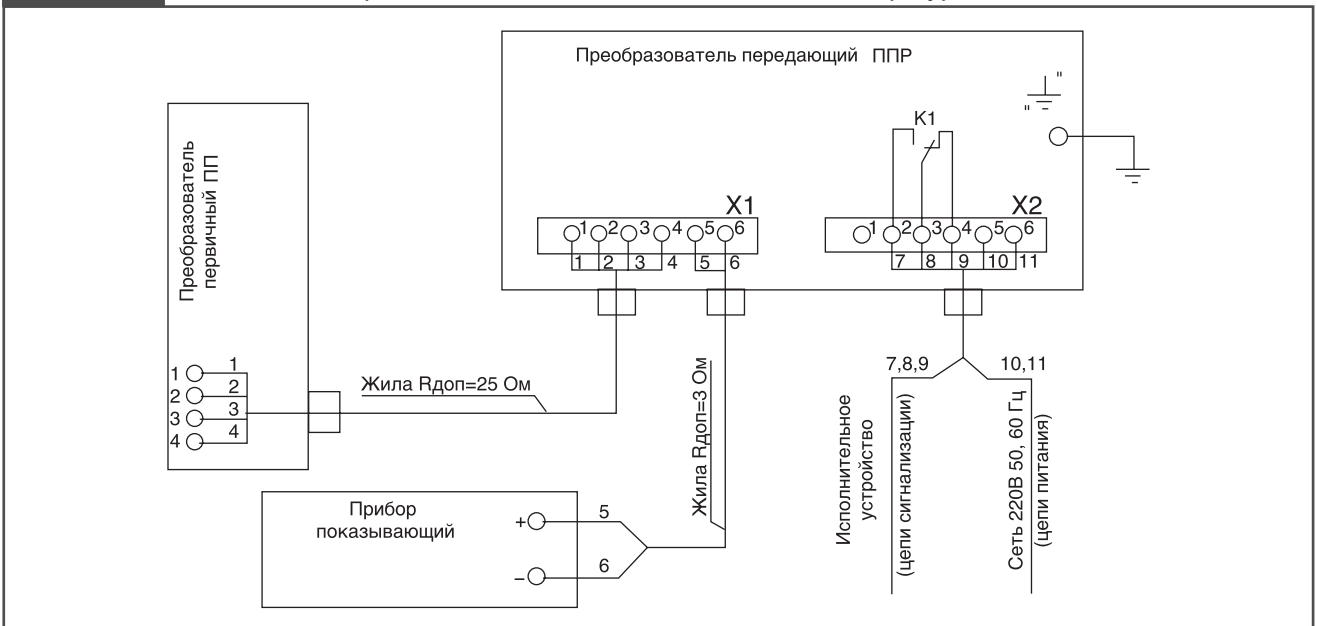 Преобразователь передающий ППР
" "
K1
X1
X2
1 2 3 4 5 6
1 2 3 4 5 6
1 2 3 4 5 6
7 8 9 10 11
Преобразователь
первичный ПП
1 1
2 2
3 3
4 4
Жила Rдоп=25 Ом
Жила Rдоп=3 Ом
7,8,9
10,11
Исполнительное
устройство
(цепи сигнализации)
Сеть 220В 50, 60 Гц
(цепи питания)
Прибор
показывающий
+ 5
– 6